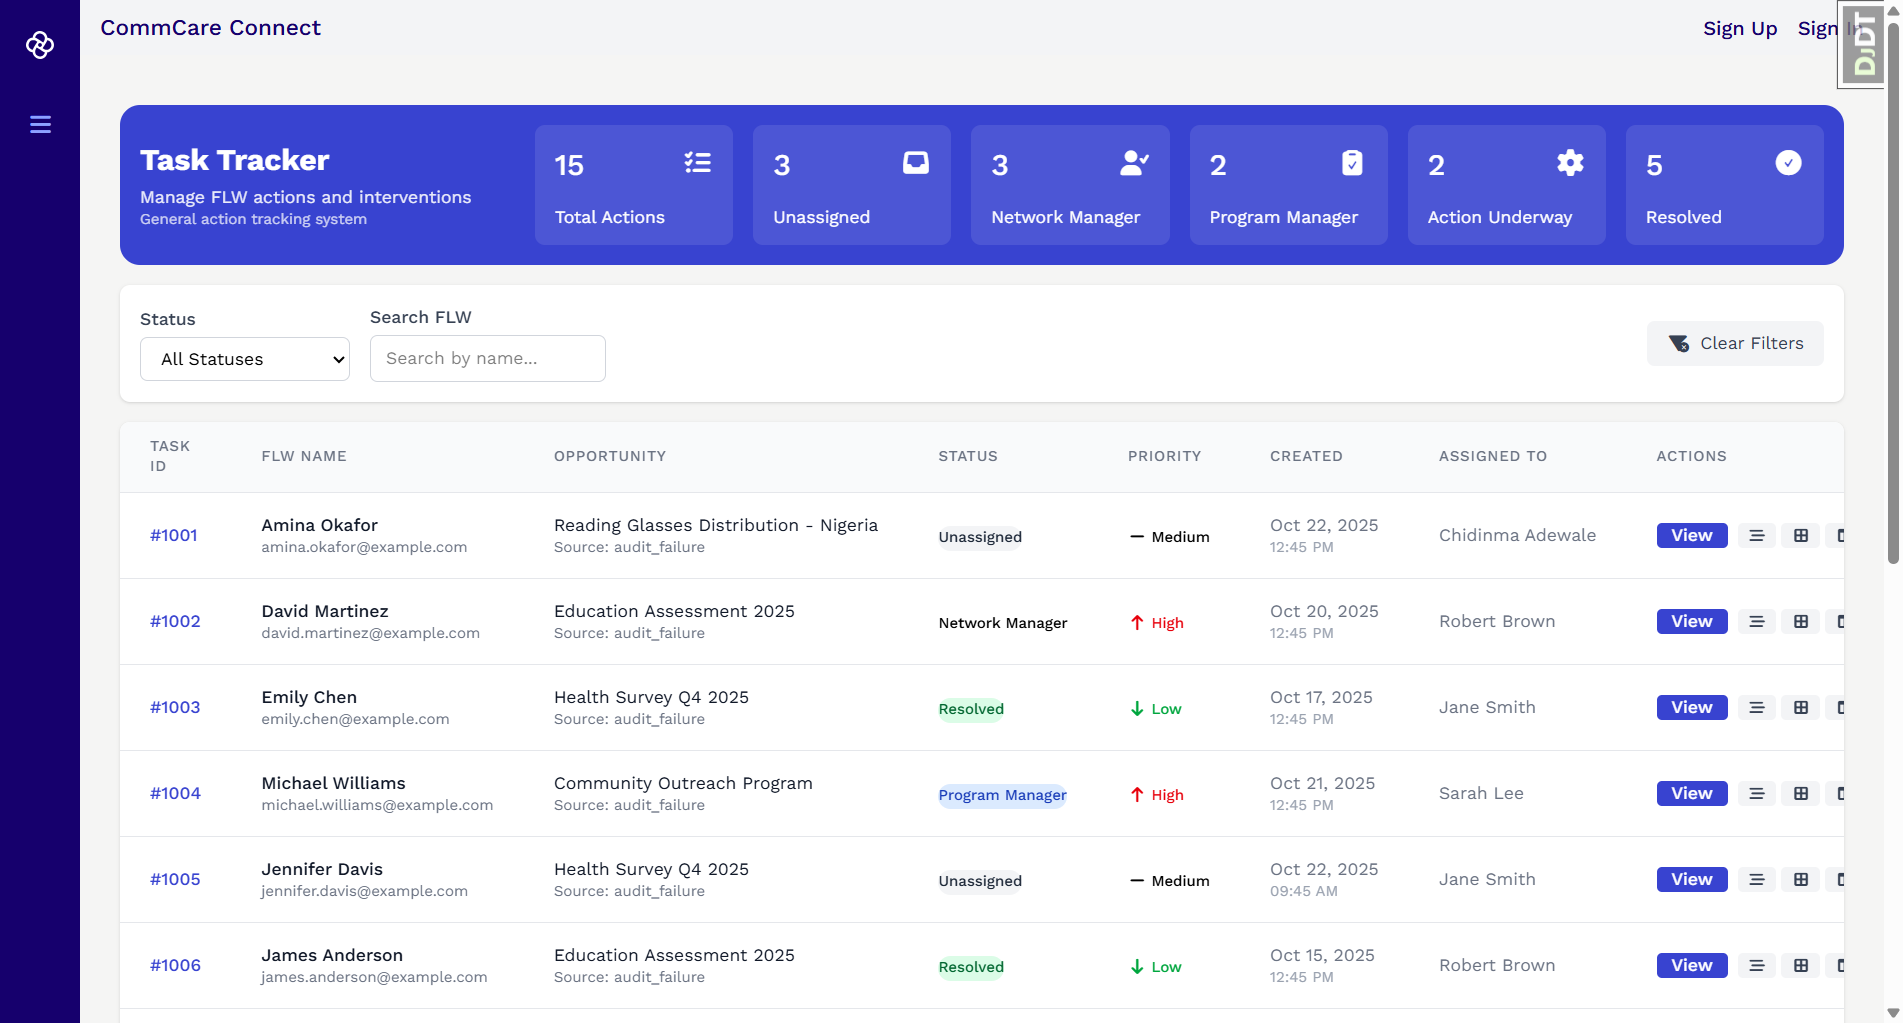 CommCare Connect
Sign Up
Sign In
DJDT
Task Tracker
Manage FLW actions and interventions
General action tracking system
15
Total Actions
3
Unassigned
3
Network Manager
2
Program Manager
2
Action Underway
5
Resolved
Status
All Statuses
Search FLW
Search by name...
Clear Filters
TASK ID FLW NAME OPPORTUNITY STATUS PRIORITY CREATED ASSIGNED TO ACTIONS
#1001 Amina Okafor Reading Glasses Distribution - Nigeria Unassigned Medium Oct 22, 2025 Chidinma Adewale View
amina.okafor@example.com Source: audit_failure 12:45 PM
#1002 David Martinez Education Assessment 2025 Network Manager High Oct 20, 2025 Robert Brown View
david.martinez@example.com Source: audit_failure 12:45 PM
#1003 Emily Chen Health Survey Q4 2025 Resolved Low Oct 17, 2025 Jane Smith View
emily.chen@example.com Source: audit_failure 12:45 PM
#1004 Michael Williams Community Outreach Program Program Manager High Oct 21, 2025 Sarah Lee View
michael.williams@example.com Source: audit_failure 12:45 PM
#1005 Jennifer Davis Health Survey Q4 2025 Unassigned Medium Oct 22, 2025 Jane Smith View
jennifer.davis@example.com Source: audit_failure 09:45 AM
#1006 James Anderson Education Assessment 2025 Resolved Low Oct 15, 2025 Robert Brown View
james.anderson@example.com Source: audit_failure 12:45 PM